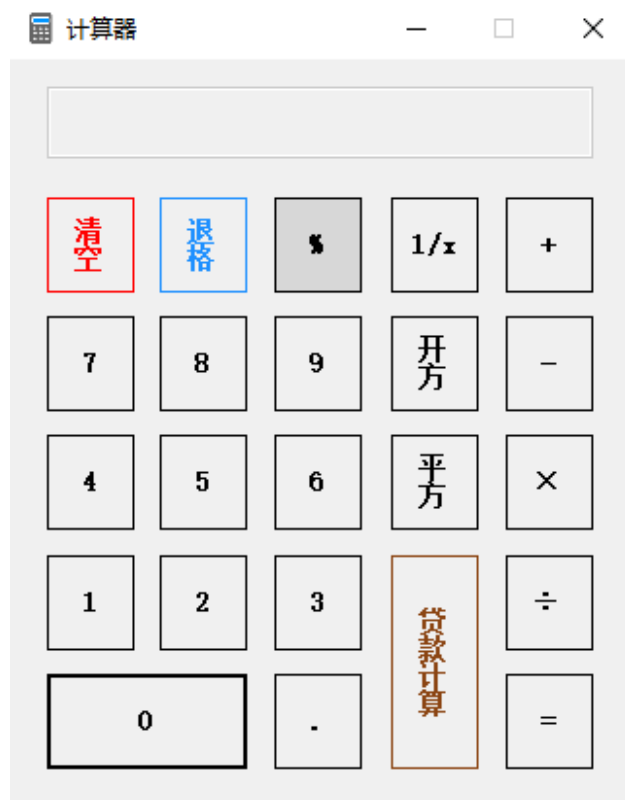 计算器
清空 退格 % 1/x +
7 8 9 开方 -
4 5 6 平方 ×
1 2 3 贷款计算 ÷
0 . =